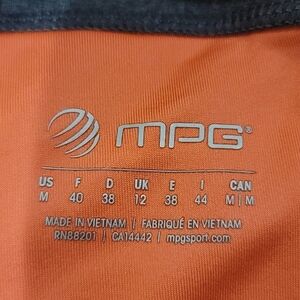 MPG®
US F D UK E I CAN
M 40 38 12 38 44 M|M
MADE IN VIETNAM | FABRIQUÉ EN VIETNAM
RN88201 | CA14442 | mpgsport.com